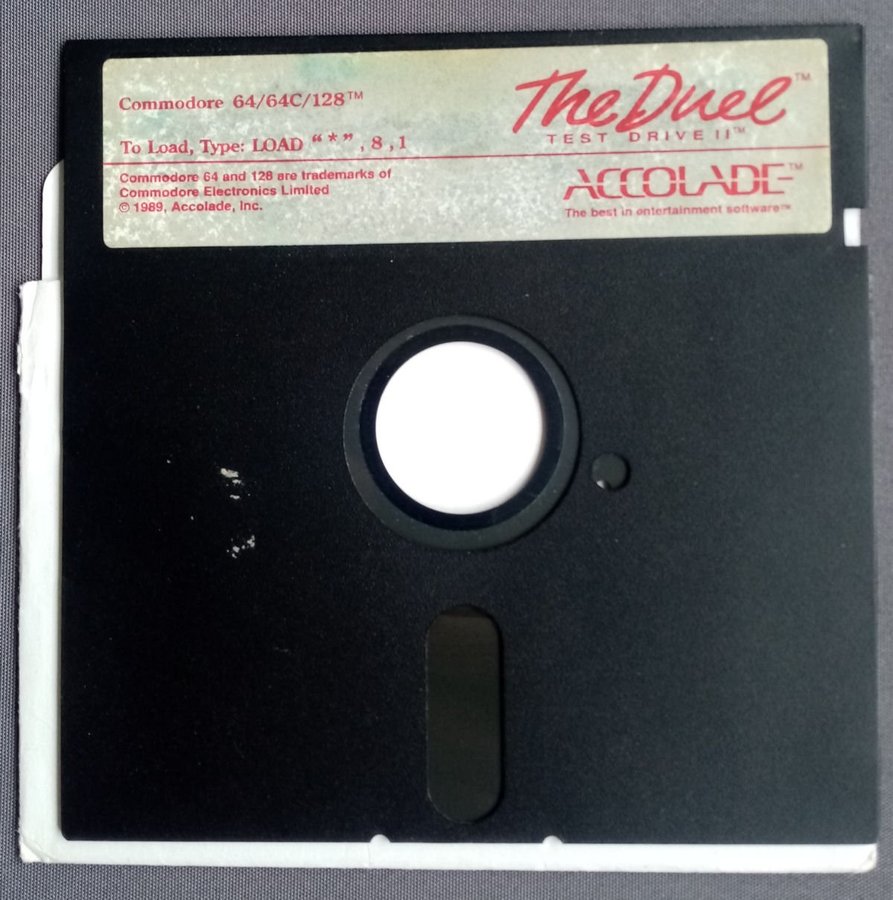 Commodore 64/64C/128™
To Load, Type: LOAD “*”,8,1
The Duel™
TEST DRIVE II™
Commodore 64 and 128 are trademarks of
Commodore Electronics Limited
© 1989, Accolade, Inc.
ACCOLADE™
The best in entertainment software™